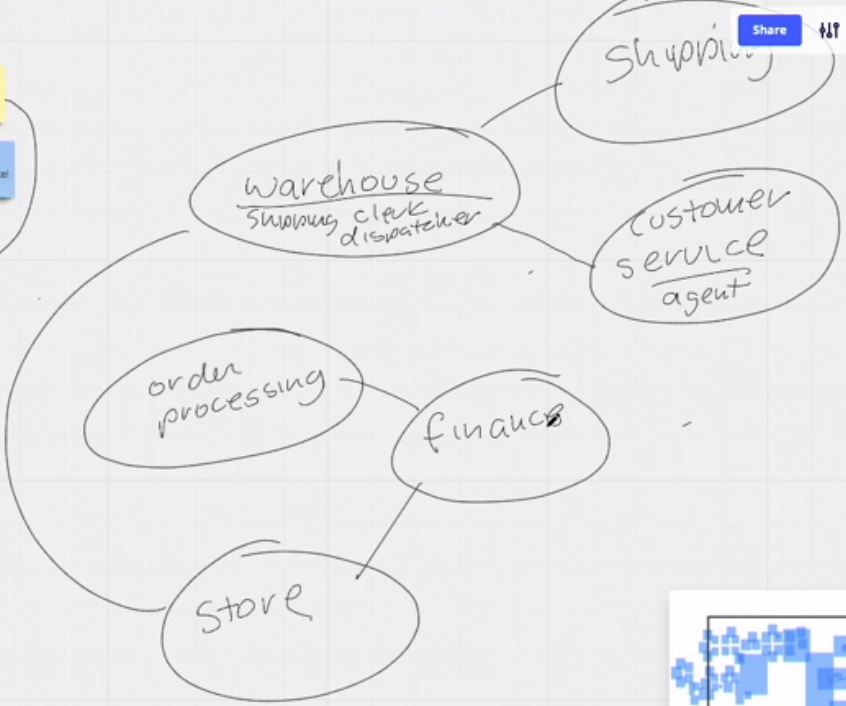 Share
Shipping
warehouse
Shipping clerk
dispatcher
customer
service
agent
order
processing
finance
Store